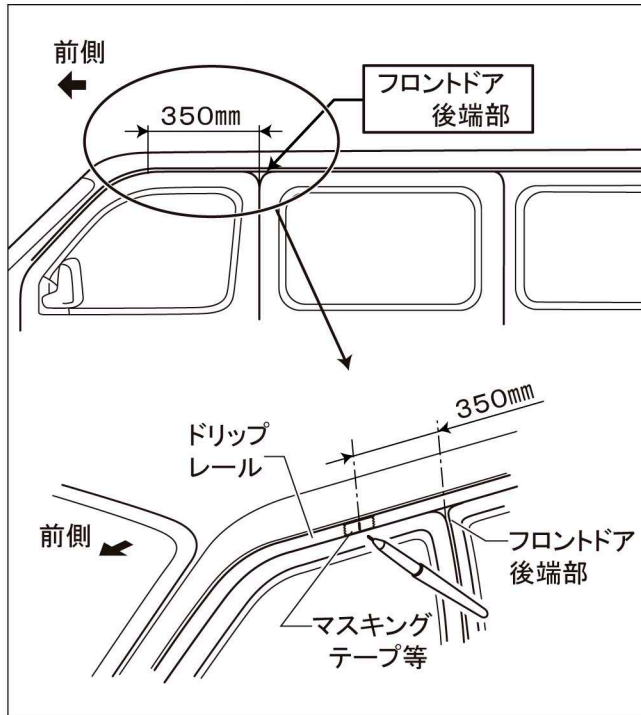 前側
350mm
フロントドア
後端部
350mm
ドリップ
レール
前側
フロントドア
後端部
マスキング
テープ等